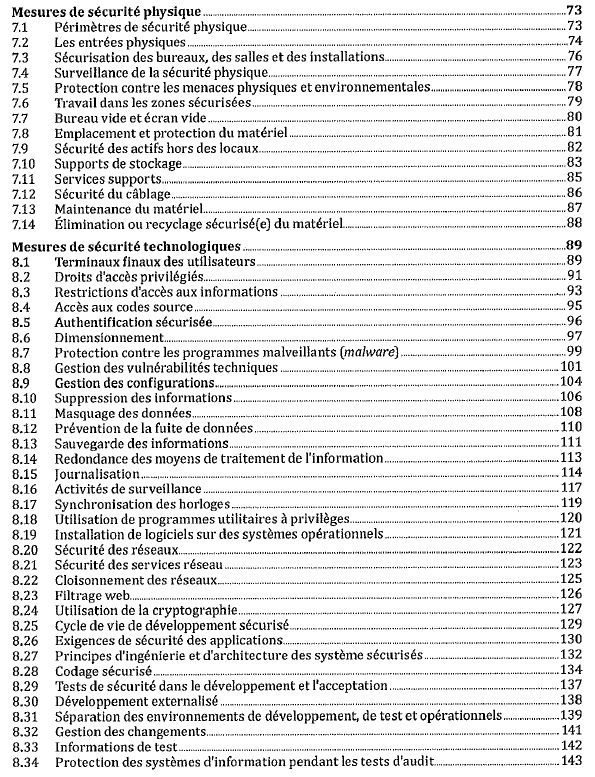 Mesures de sécurité physique 73
7.1 Périmètres de sécurité physique 73
7.2 Les entrées physiques 74
7.3 Sécurisation des bureaux, des salles et des installations 76
7.4 Surveillance de la sécurité physique 77
7.5 Protection contre les menaces physiques et environnementales 78
7.6 Travail dans les zones sécurisées 79
7.7 Bureau vide et écran vide 80
7.8 Emplacement et protection du matériel 81
7.9 Sécurité des actifs hors des locaux 82
7.10 Supports de stockage 83
7.11 Services supports 85
7.12 Sécurité du câblage 86
7.13 Maintenance du matériel 87
7.14 Élimination ou recyclage sécurisé(e) du matériel 88
Mesures de sécurité technologiques 89
8.1 Terminaux finaux des utilisateurs 89
8.2 Droits d'accès privilégiés 91
8.3 Restrictions d'accès aux informations 93
8.4 Accès aux codes source 95
8.5 Authentification sécurisée 96
8.6 Dimensionnement 97
8.7 Protection contre les programmes malveillants (malware) 99
8.8 Gestion des vulnérabilités techniques 101
8.9 Gestion des configurations 104
8.10 Suppression des informations 106
8.11 Masquage des données 108
8.12 Prévention de la fuite de données 110
8.13 Sauvegarde des informations 111
8.14 Redondance des moyens de traitement de l'information 113
8.15 Journalisation 114
8.16 Activités de surveillance 117
8.17 Synchronisation des horloges 119
8.18 Utilisation de programmes utilitaires à privilèges 120
8.19 Installation de logiciels sur des systèmes opérationnels 121
8.20 Sécurité des réseaux 122
8.21 Sécurité des services réseau 123
8.22 Cloisonnement des réseaux 125
8.23 Filtrage web 126
8.24 Utilisation de la cryptographie 127
8.25 Cycle de vie de développement sécurisé 129
8.26 Exigences de sécurité des applications 130
8.27 Principes d'ingénierie et d'architecture des système sécurisés 132
8.28 Codage sécurisé 134
8.29 Tests de sécurité dans le développement et l'acceptation 137
8.30 Développement externalisé 138
8.31 Séparation des environnements de développement, de test et opérationnels 139
8.32 Gestion des changements 141
8.33 Informations de test 142
8.34 Protection des systèmes d'information pendant les tests d'audit 143